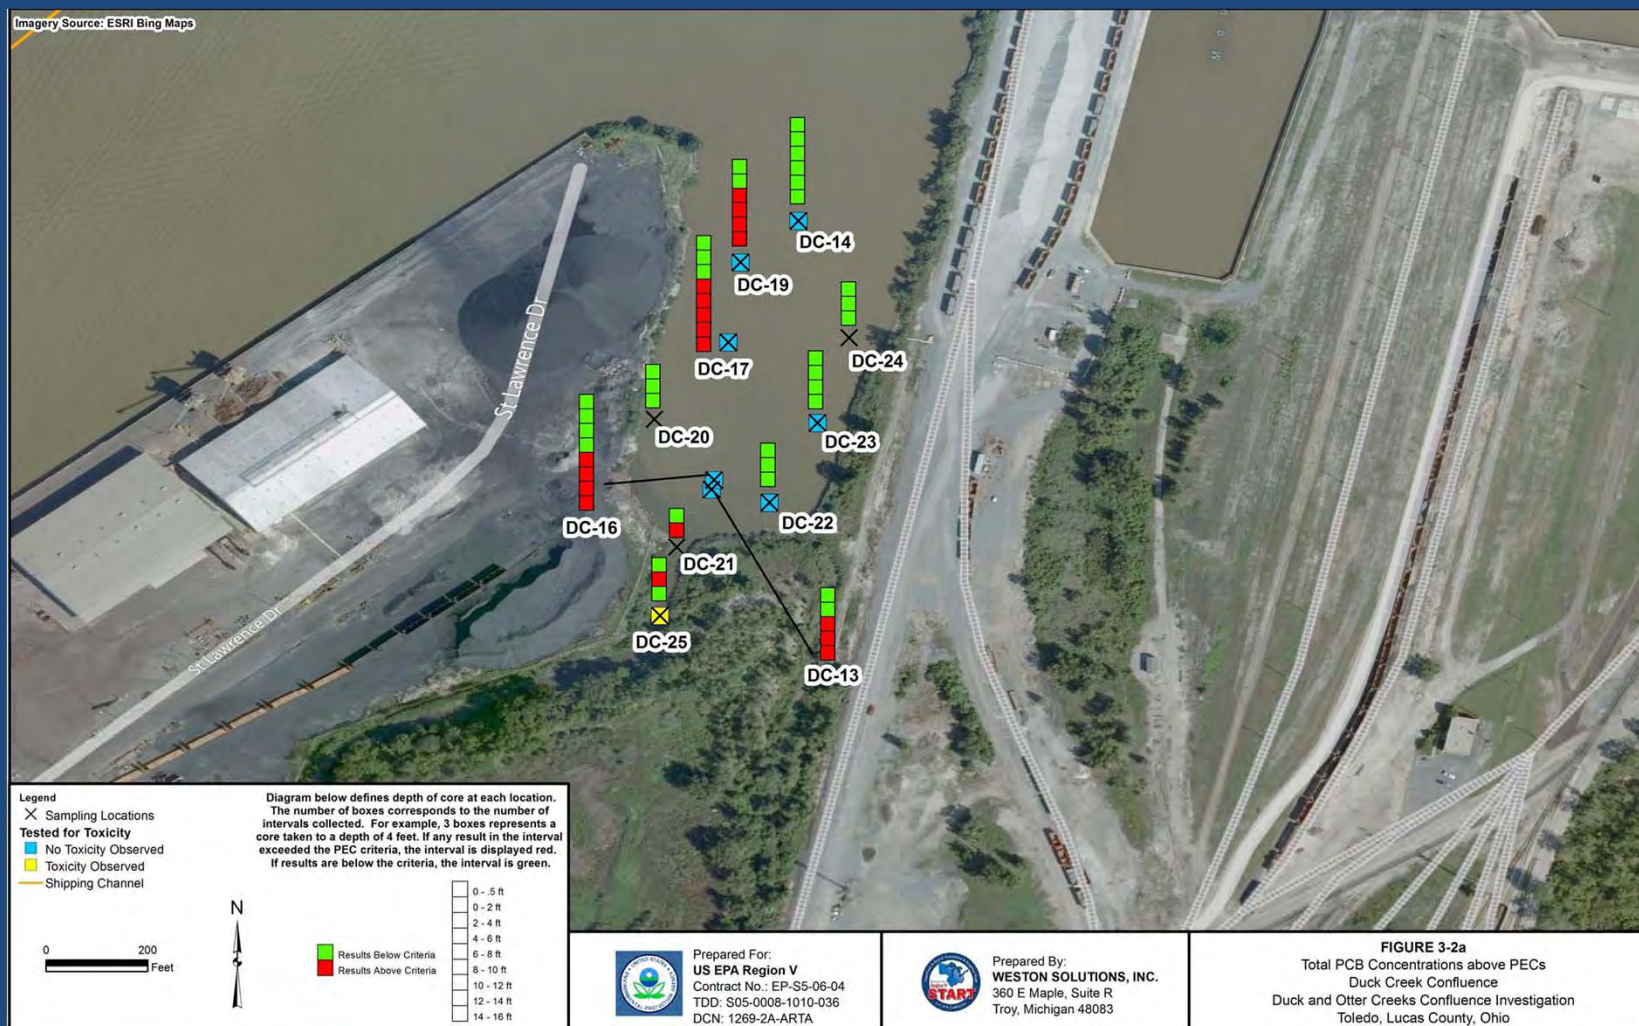 Imagery Source: ESRI Bing Maps
DC-14
DC-19
DC-17
DC-24
DC-20
DC-23
DC-16
DC-22
DC-21
DC-25
DC-13
St Lawrence Dr
St Lawrence Dr
Legend
Sampling Locations
Tested for Toxicity
No Toxicity Observed
Toxicity Observed
Shipping Channel
0 200
Feet
N
Diagram below defines depth of core at each location.
The number of boxes corresponds to the number of
intervals collected. For example, 3 boxes represents a
core taken to a depth of 4 feet. If any result in the interval
exceeded the PEC criteria, the interval is displayed red.
If results are below the criteria, the interval is green.
Results Below Criteria
Results Above Criteria
0 - .5 ft
0 - 2 ft
2 - 4 ft
4 - 6 ft
6 - 8 ft
8 - 10 ft
10 - 12 ft
12 - 14 ft
14 - 16 ft
Prepared For:
US EPA Region V
Contract No.: EP-S5-06-04
TDD: S05-0008-1010-036
DCN: 1269-2A-ARTA
START
Prepared By:
WESTON SOLUTIONS, INC.
360 E Maple, Suite R
Troy, Michigan 48083
FIGURE 3-2a
Total PCB Concentrations above PECs
Duck Creek Confluence
Duck and Otter Creeks Confluence Investigation
Toledo, Lucas County, Ohio